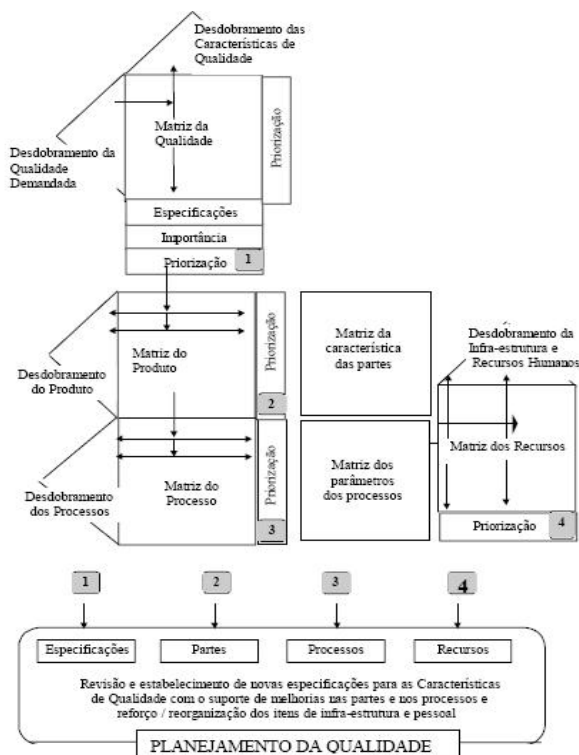 Desdobramento das
Características de
Qualidade
Matriz da
Qualidade
Priorização
Desdobramento da
Qualidade
Demandada
Especificações
Importância
Priorização 1
Matriz do
Produto
Priorização
2
Desdobramento
do Produto
Matriz da
característica
das partes
Desdobramento da
Infra-estrutura e
Recursos Humanos
Matriz do
Processo
Priorização
3
Desdobramento
dos Processos
Matriz dos
parâmetros
dos processos
Matriz dos Recursos
Priorização 4
1 2 3 4
Especificações Partes Processos Recursos
Revisão e estabelecimento de novas especificações para as Características
de Qualidade com o suporte de melhorias nas partes e nos processos e
reforço / reorganização dos itens de infra-estrutura e pessoal
PLANEJAMENTO DA QUALIDADE